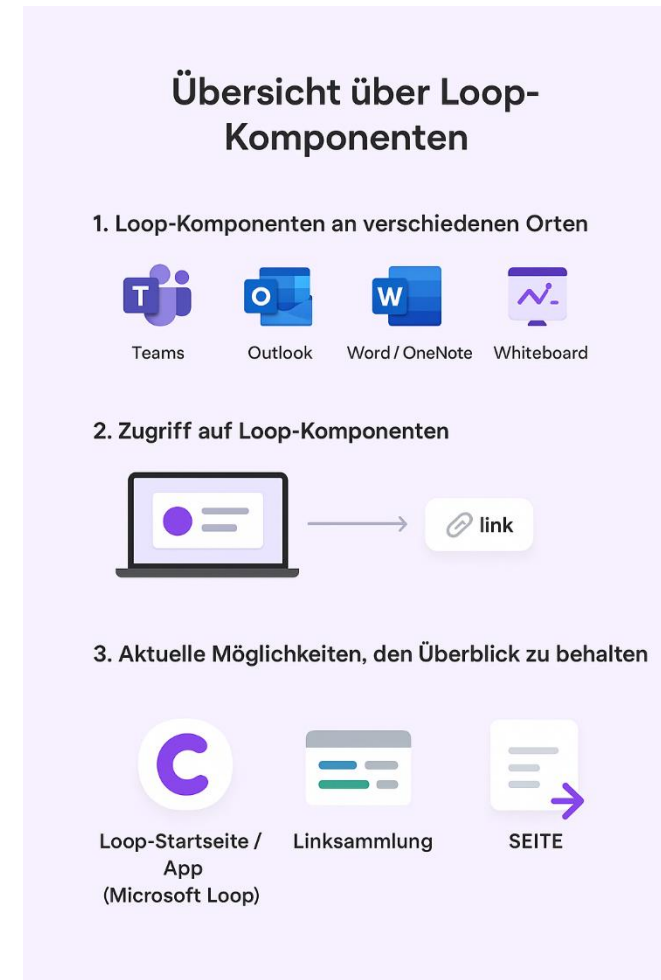 Übersicht über Loop-
Komponenten
1. Loop-Komponenten an verschiedenen Orten
T
O
W
Teams
Outlook
Word / OneNote
Whiteboard
2. Zugriff auf Loop-Komponenten
link
3. Aktuelle Möglichkeiten, den Überblick zu behalten
Loop-Startseite /
App
(Microsoft Loop)
Linksammlung
SEITE